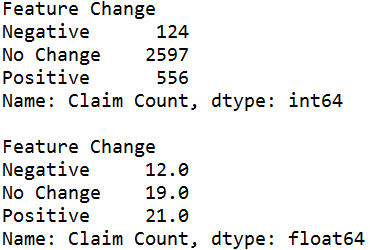 Feature Change
Negative 124
No Change 2597
Positive 556
Name: Claim Count, dtype: int64
Feature Change
Negative 12.0
No Change 19.0
Positive 21.0
Name: Claim Count, dtype: float64